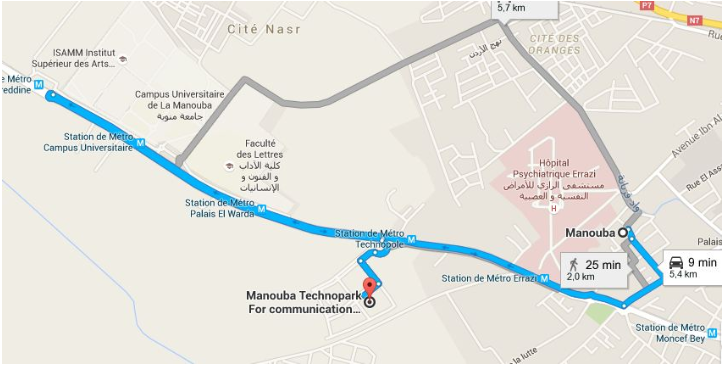 5,7 km
P7
N7
Rue
Cité Nasr
CITÉ DES
ORANGES
نهج الأردن
ISAMM Institut
Supérieur des Arts...
e Métro
reddine
Campus Universitaire
de La Manouba
جامعة منوبة
Avenue Ibn Al
Station de Métro
Campus Universitaire
Faculté
des Lettres
كلية الآداب
و الفنون و
الإنسانيات
Hôpital
Psychiatrique Errazi
مستشفى الرازي للأمراض
النفسية و العصبية
H
Rue El Assa
Station de Métro
Palais El Warda
Manouba
Palais
Station de Métro
Technopole
25 min
2,0 km
9 min
5,4 km
Station de Métro Errazi
Manouba Technopark
For communication...
Station de Métro
Moncef Bey
de la lutte
M
M
M
M
M
M